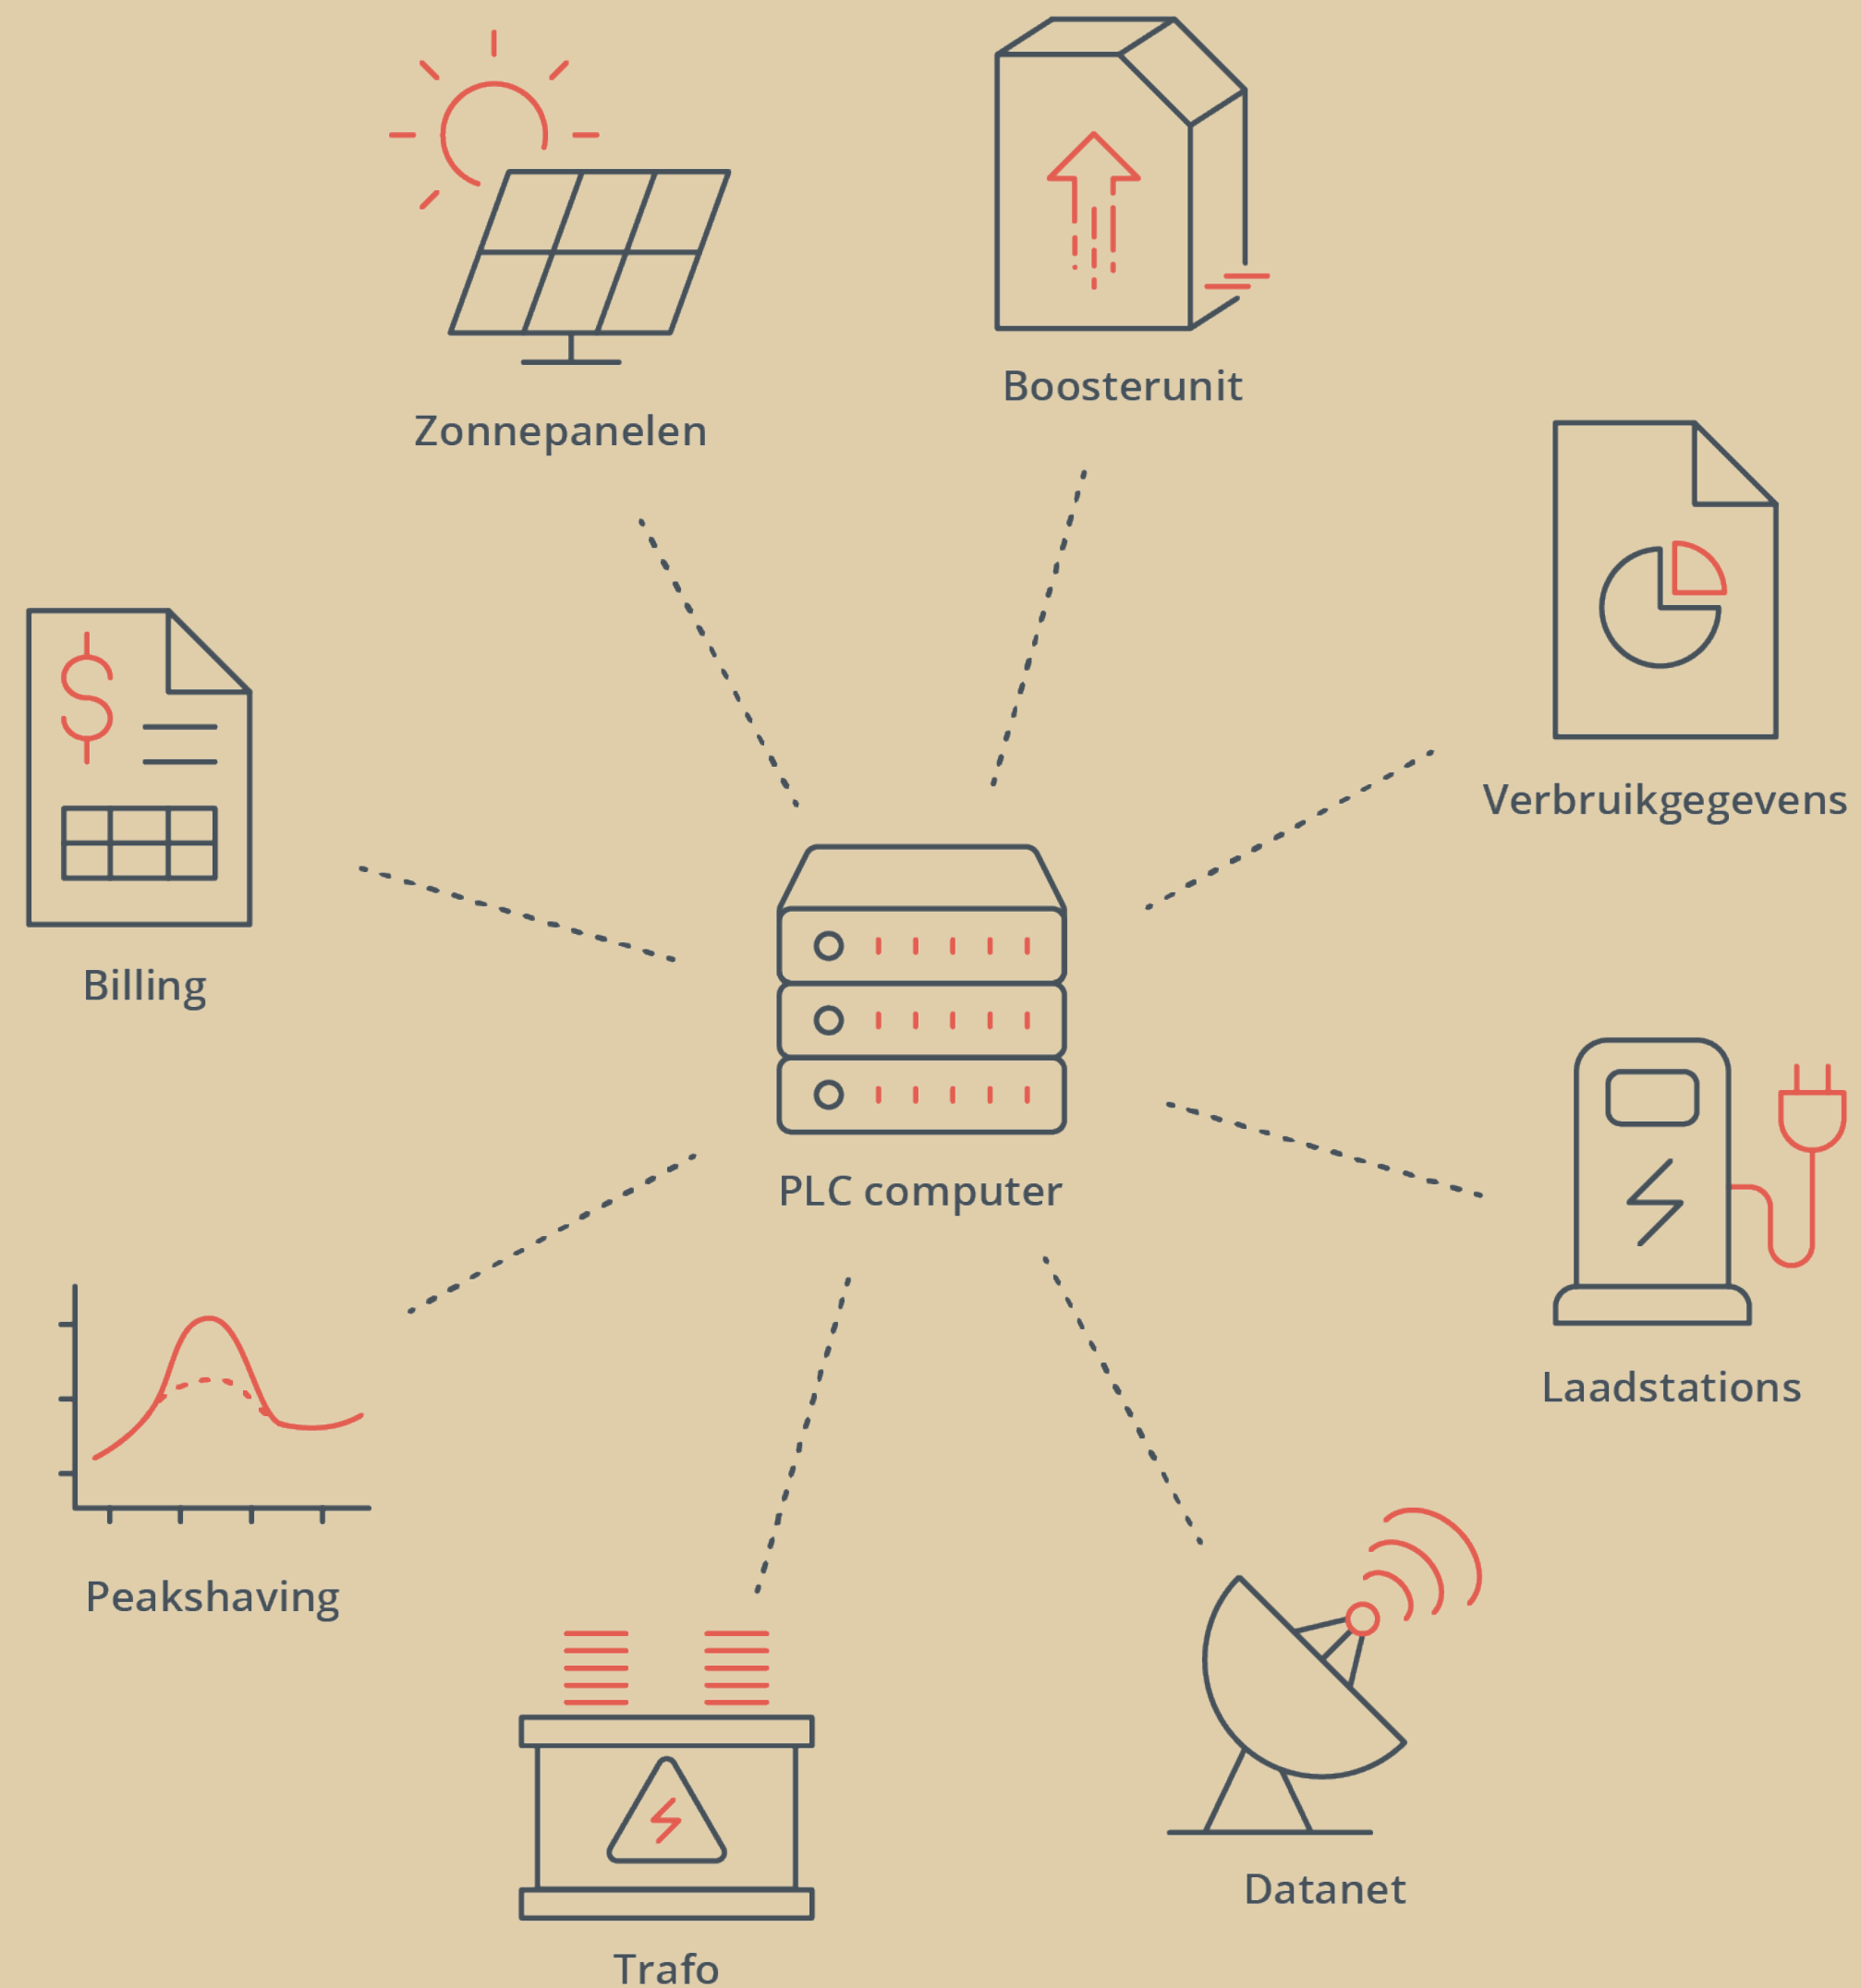 Boosterunit
Zonnepanelen
Verbruikgegevens
Billing
PLC computer
Laadstations
Peakshaving
Datanet
Trafo